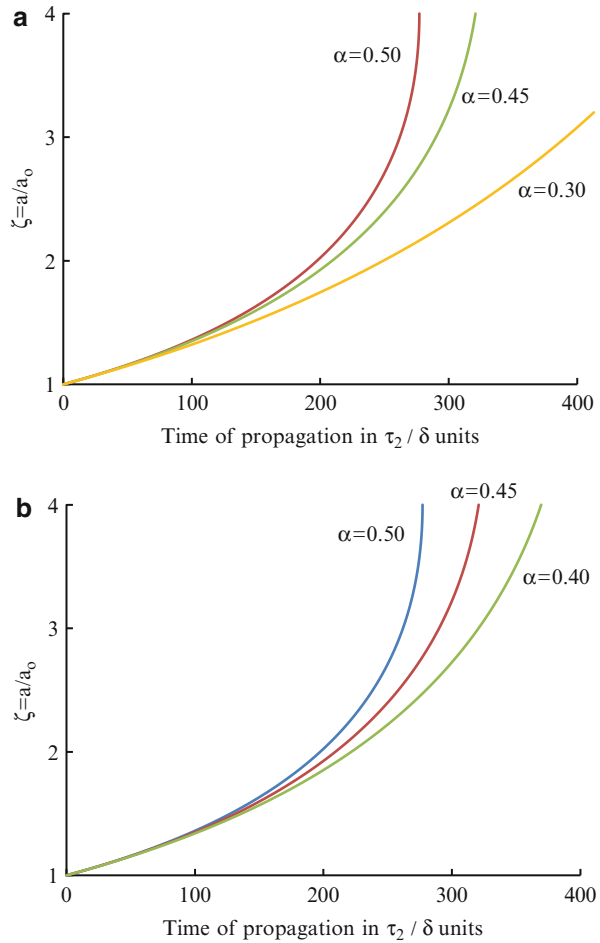 a
4
α=0.50
α=0.45
3
ζ=a/a₀
α=0.30
2
1
0
100
200
300
400
Time of propagation in τ₂ / δ units
b
4
α=0.45
α=0.50
α=0.40
3
ζ=a/a₀
2
1
0
100
200
300
400
Time of propagation in τ₂ / δ units